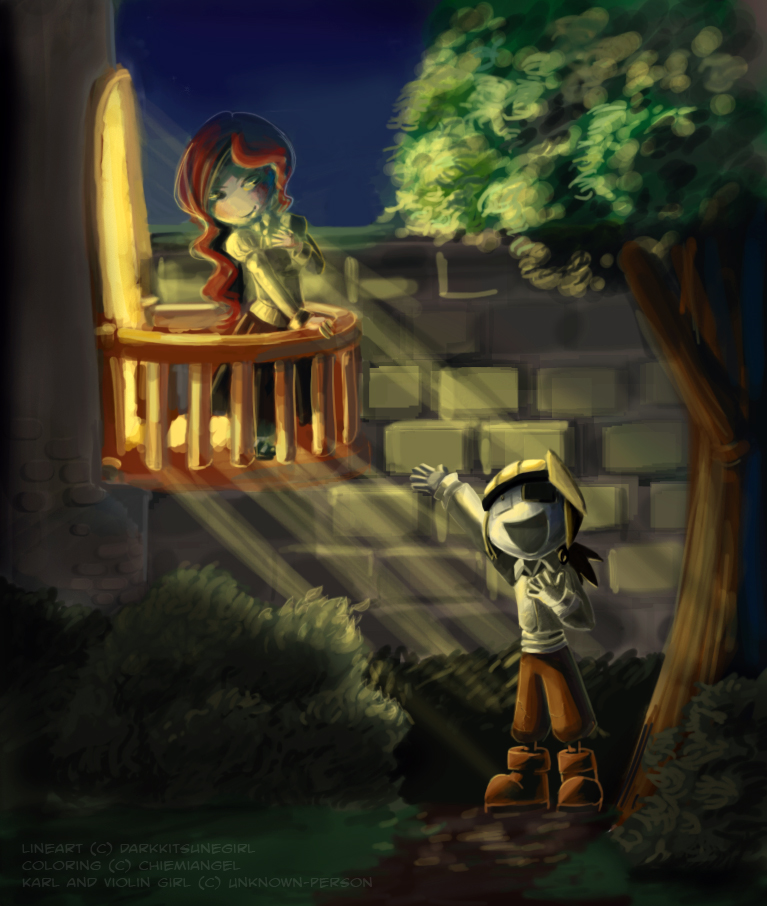 LINEART (C) DARKKITSUNEGIRL
COLORING (C) CHIEMIANGEL
KARL AND VIOLIN GIRL (C) UNKNOWN-PERSON